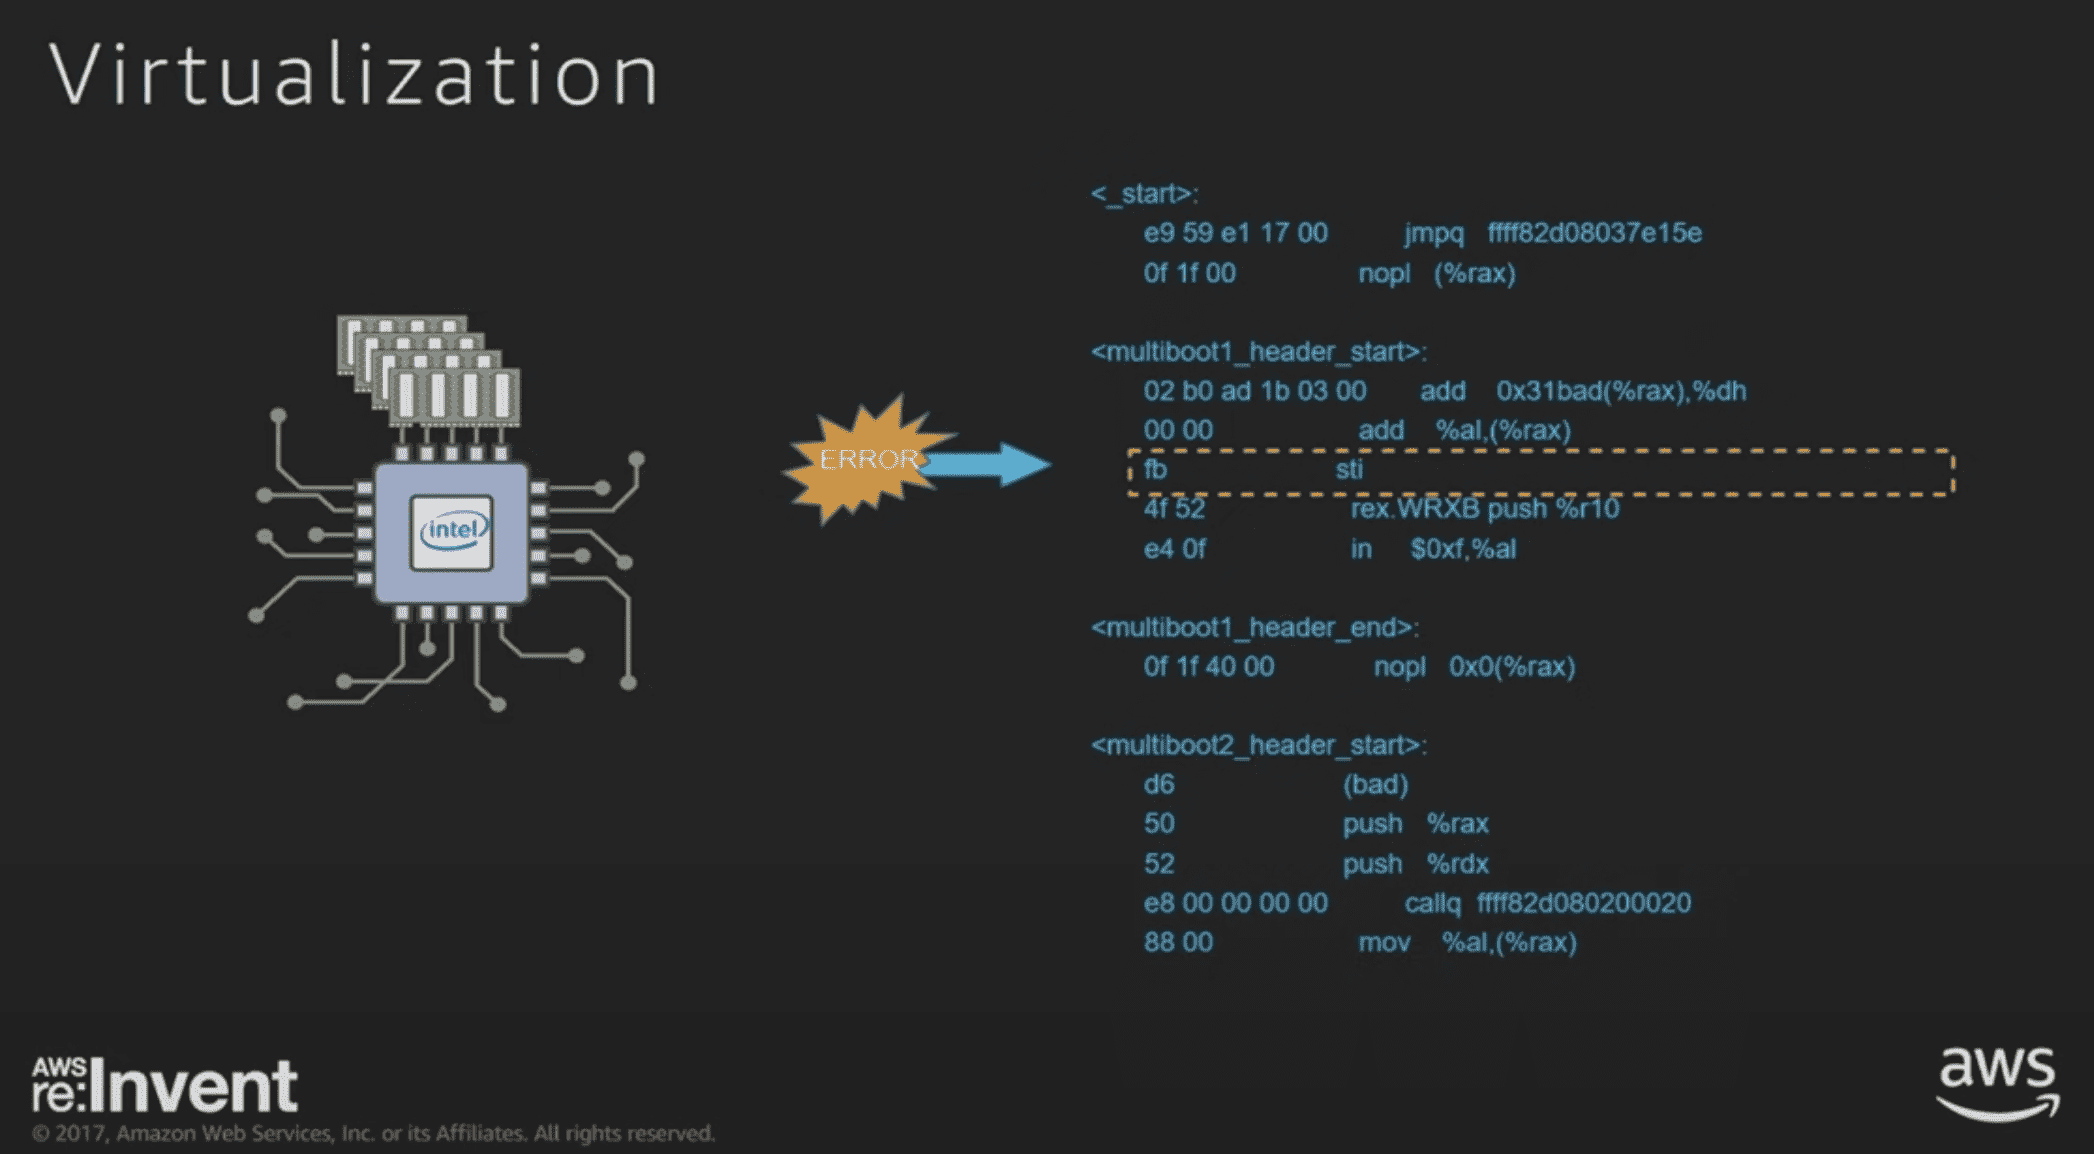 Virtualization
<_start>:
e9 59 e1 17 00 jmpq ffff82d08037e15e
0f 1f 00 nopl (%rax)
<multiboot1_header_start>:
02 b0 ad 1b 03 00 add 0x31bad(%rax),%dh
00 00 add %al,(%rax)
ERROR
fb sti
4f 52 rex.WRXB push %r10
e4 0f in $0xf,%al
intel
<multiboot1_header_end>:
0f 1f 40 00 nopl 0x0(%rax)
<multiboot2_header_start>:
d6 (bad)
50 push %rax
52 push %rdx
e8 00 00 00 00 callq ffff82d080200020
88 00 mov %al,(%rax)
AWS
re:Invent
aws
© 2017, Amazon Web Services, Inc. or its Affiliates. All rights reserved.